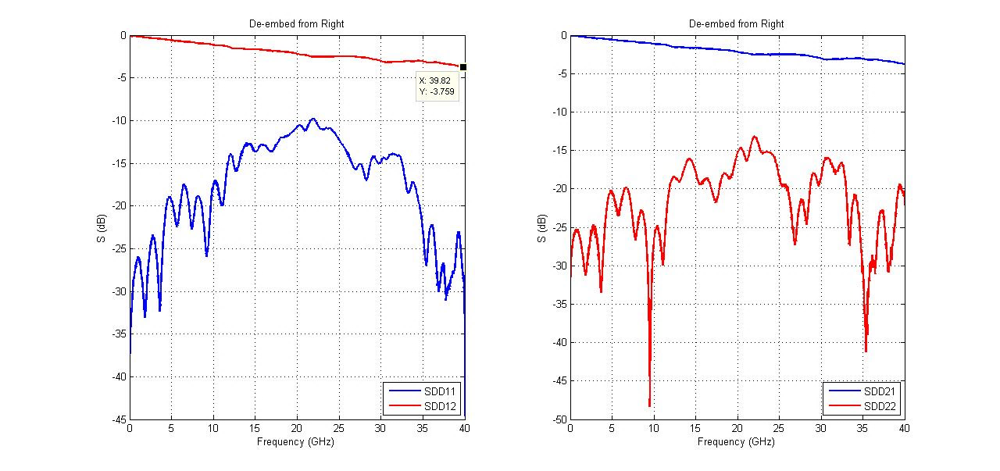 De-embed from Right
0
-5
-10
-15
-20
-25
-30
-35
-40
-45
S (dB)
X: 39.82
Y: -3.759
SDD11
SDD12
0 5 10 15 20 25 30 35 40
Frequency (GHz)
De-embed from Right
0
-5
-10
-15
-20
-25
-30
-35
-40
-45
-50
S (dB)
SDD21
SDD22
0 5 10 15 20 25 30 35 40
Frequency (GHz)